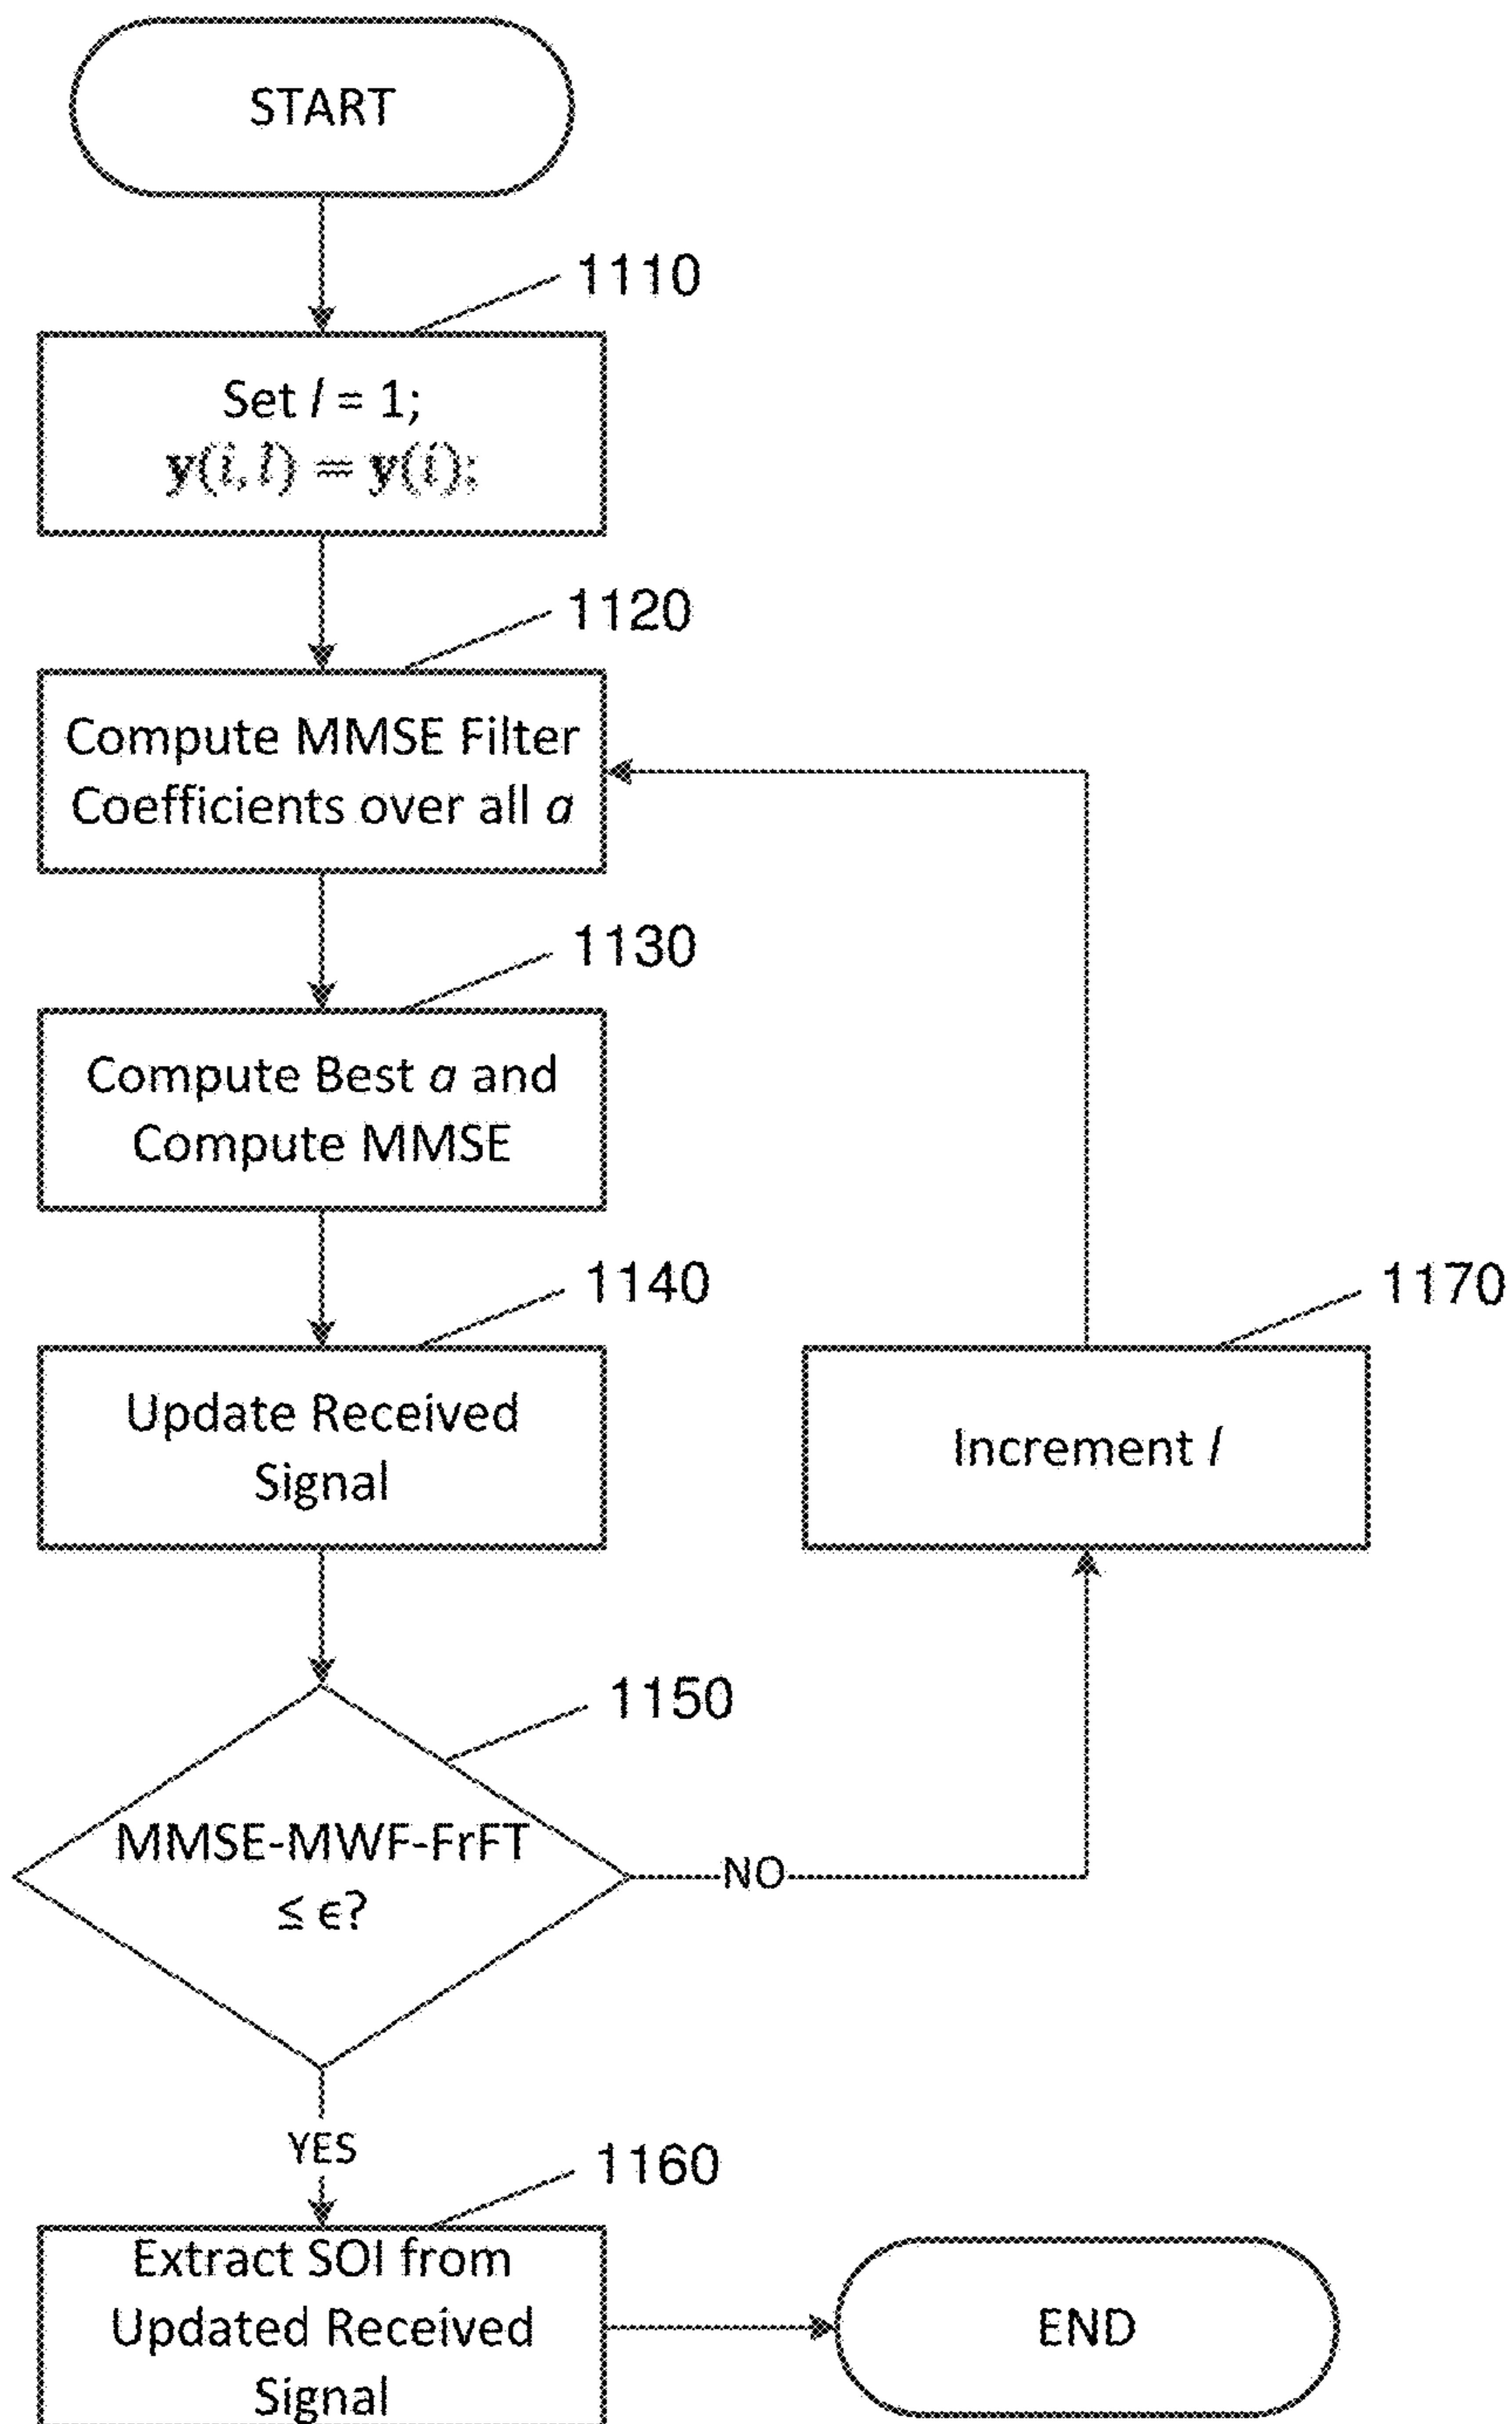 START
1110
Set l = 1;
y(i, l) = y(i);
1120
Compute MMSE Filter
Coefficients over all a
1130
Compute Best a and
Compute MMSE
1140
Update Received
Signal
1170
Increment l
1150
MMSE-MWF-FrFT
≤ ϵ?
NO
YES
1160
Extract SOI from
Updated Received
Signal
END